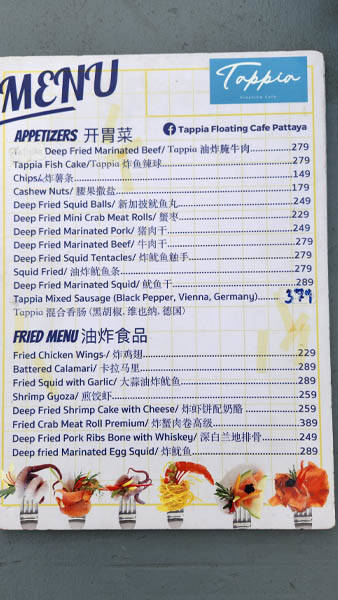 MENU
Tappia
Floating Cafe
APPETIZERS 开胃菜
Tappia Floating Cafe Pattaya
Deep Fried Marinated Beef/ Tappia 油炸腌牛肉..........279
Tappia Fish Cake/Tappia 炸鱼辣球..........279
Chips/炸薯条..........149
Cashew Nuts/ 腰果撒盐..........179
Deep Fried Squid Balls/ 新加披鱿鱼丸..........249
Deep Fried Mini Crab Meat Rolls/ 蟹枣..........229
Deep Fried Marinated Pork/ 猪肉干..........249
Deep Fried Marinated Beef/ 牛肉干..........279
Deep Fried Squid Tentacles/ 炸鱿鱼触手..........279
Squid Fried/ 油炸鱿鱼条..........279
Deep Fried Marinated Squid/ 鱿鱼干..........289
Tappia Mixed Sausage (Black Pepper, Vienna, Germany)....... 379
Tappia 混合香肠 (黑胡椒, 维也纳, 德国)
FRIED MENU 油炸食品
Fried Chicken Wings/ 炸鸡翅..........229
Battered Calamari/ 卡拉马里..........289
Fried Squid with Garlic/ 大蒜油炸鱿鱼..........289
Shrimp Gyoza/ 煎饺虾..........259
Deep Fried Shrimp Cake with Cheese/ 炸虾饼配奶酪..........259
Fried Crab Meat Roll Premium/ 炸蟹肉卷高级..........389
Deep Fried Pork Ribs Bone with Whiskey/ 深白兰地排骨..........249
Deep fried Marinated Egg Squid/ 炸鱿鱼..........289